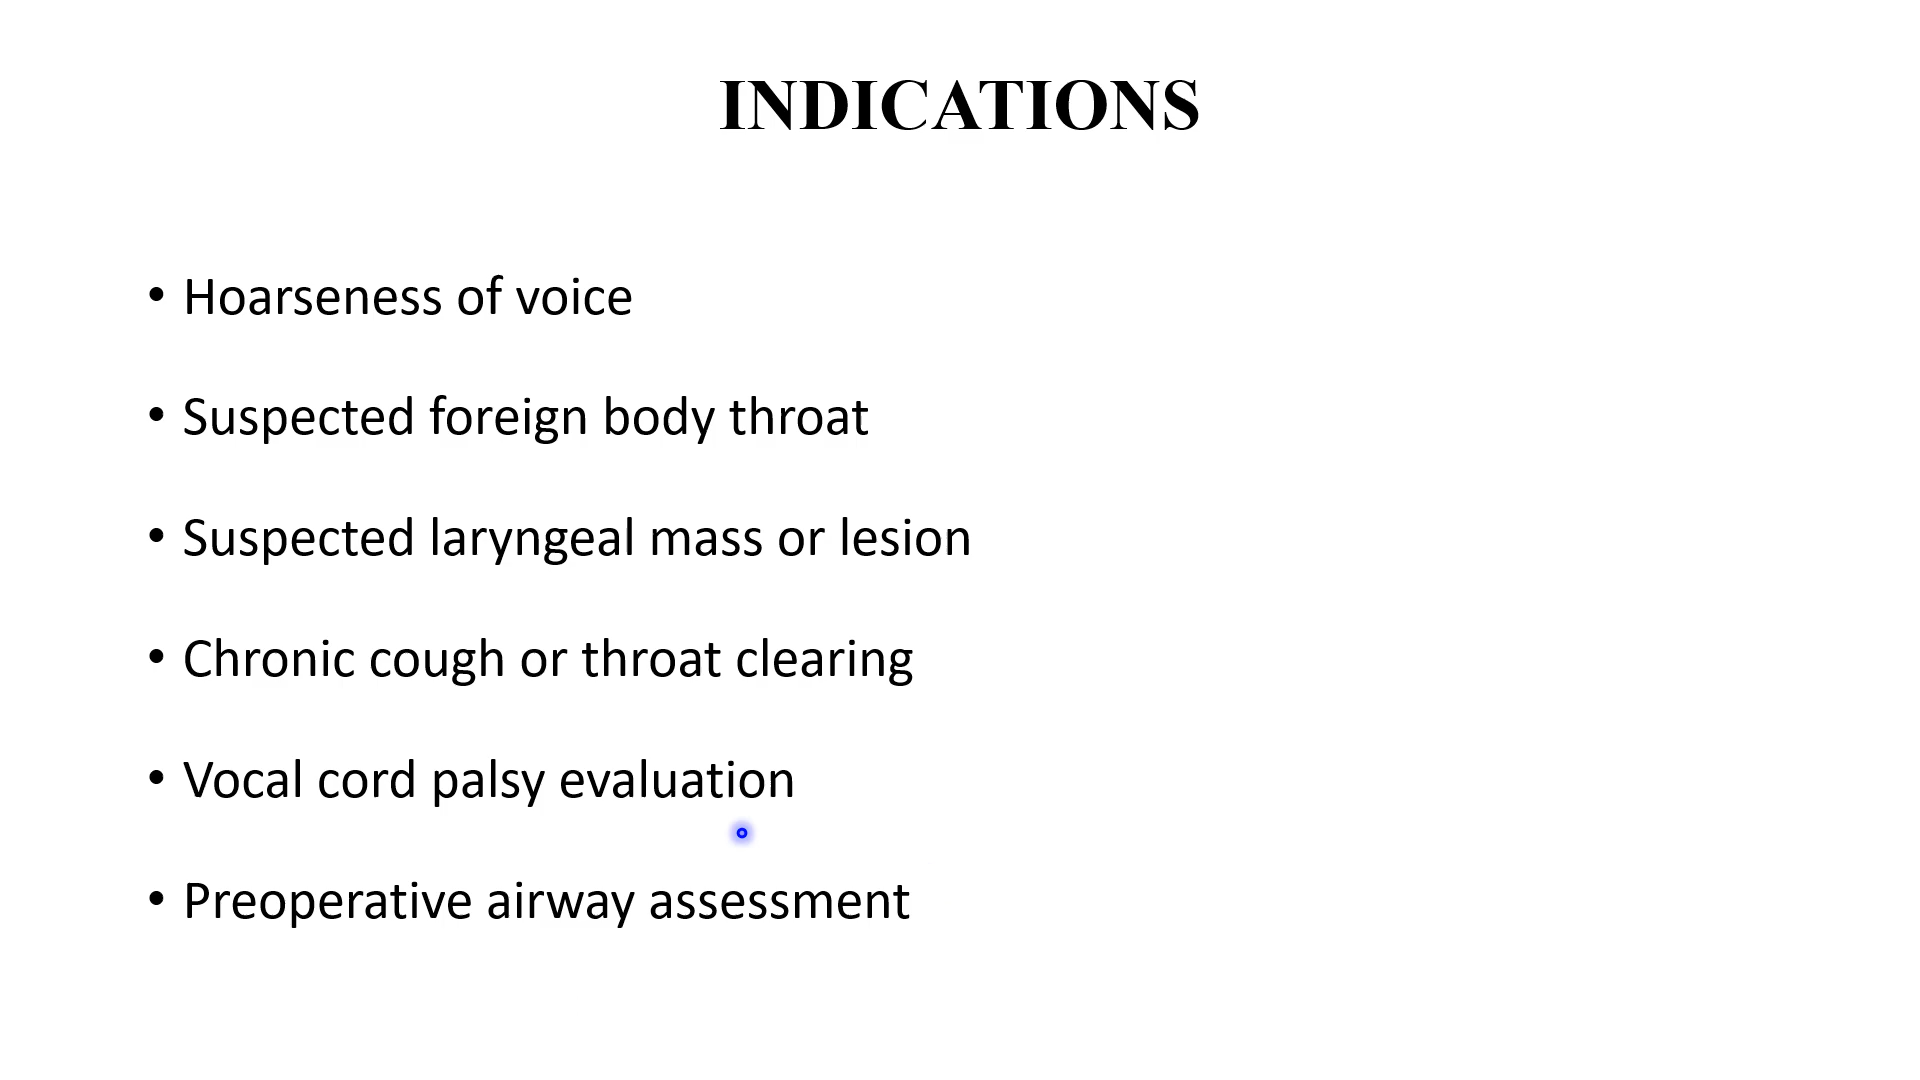 INDICATIONS
• Hoarseness of voice
• Suspected foreign body throat
• Suspected laryngeal mass or lesion
• Chronic cough or throat clearing
• Vocal cord palsy evaluation
• Preoperative airway assessment